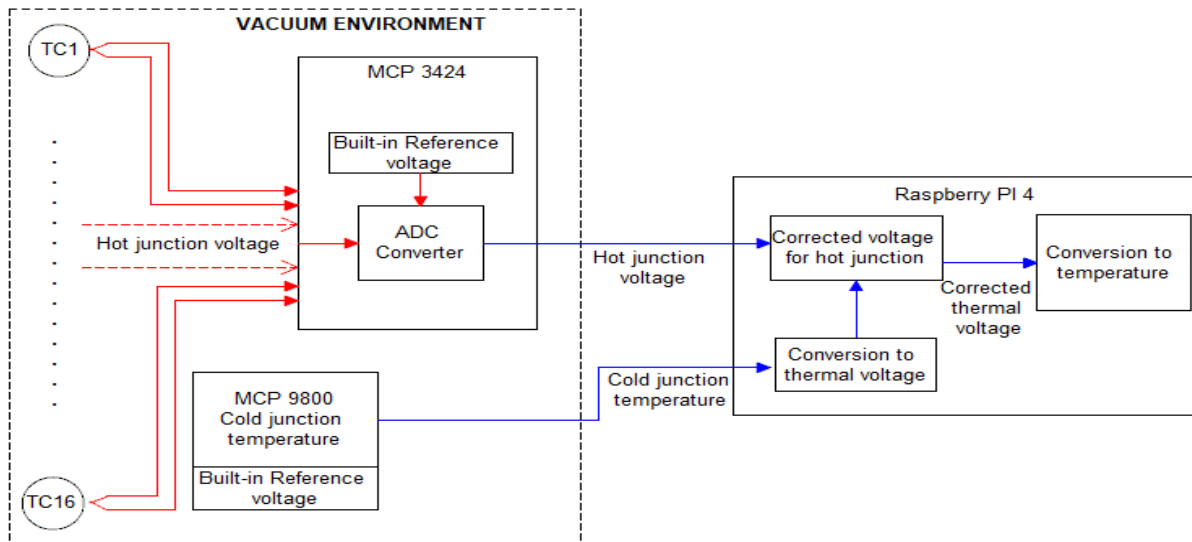 VACUUM ENVIRONMENT
TC1
MCP 3424
Built-in Reference
voltage
Hot junction voltage
ADC
Converter
Hot junction
voltage
Raspberry PI 4
Corrected voltage
for hot junction
Conversion to
temperature
Corrected
thermal
voltage
Conversion to
thermal voltage
Cold junction
temperature
MCP 9800
Cold junction
temperature
Built-in Reference
voltage
TC16